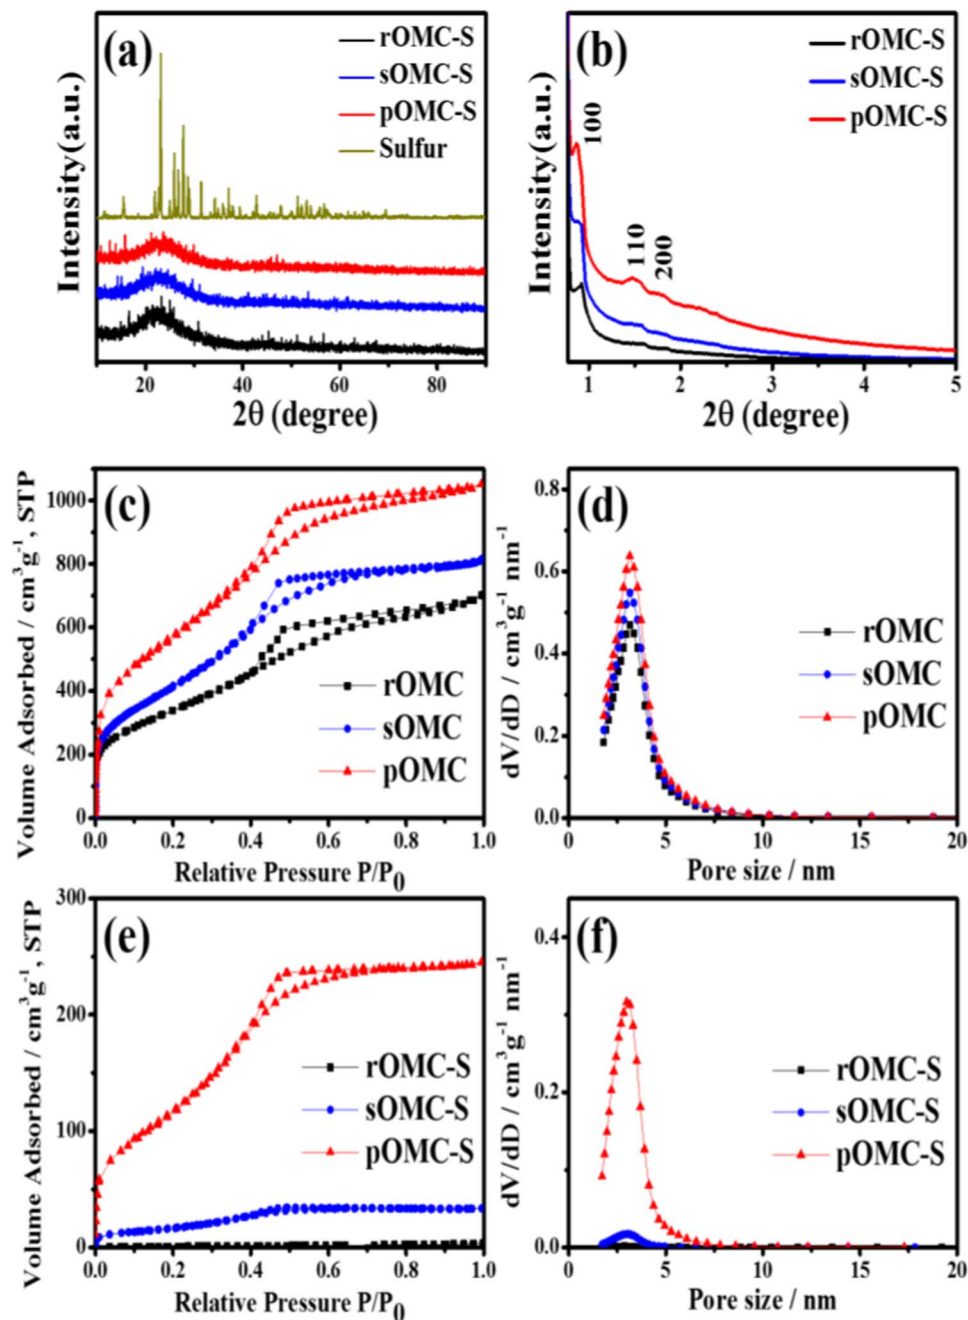 (a)
rOMC-S
sOMC-S
pOMC-S
Sulfur
Intensity(a.u.)
20 40 60 80
2θ (degree)
(b)
rOMC-S
sOMC-S
pOMC-S
100
110
200
Intensity(a.u.)
1 2 3 4 5
2θ (degree)
(c)
1000
800
600
400
200
0
rOMC
sOMC
pOMC
Volume Adsorbed / cm³g⁻¹, STP
0.0 0.2 0.4 0.6 0.8 1.0
Relative Pressure P/P₀
(d)
0.8
0.6
0.4
0.2
0.0
rOMC
sOMC
pOMC
dV/dD / cm³g⁻¹ nm⁻¹
0 5 10 15 20
Pore size / nm
(e)
300
200
100
0
rOMC-S
sOMC-S
pOMC-S
Volume Adsorbed / cm³g⁻¹, STP
0.0 0.2 0.4 0.6 0.8 1.0
Relative Pressure P/P₀
(f)
0.4
0.2
0.0
rOMC-S
sOMC-S
pOMC-S
dV/dD / cm³g⁻¹ nm⁻¹
0 5 10 15 20
Pore size / nm